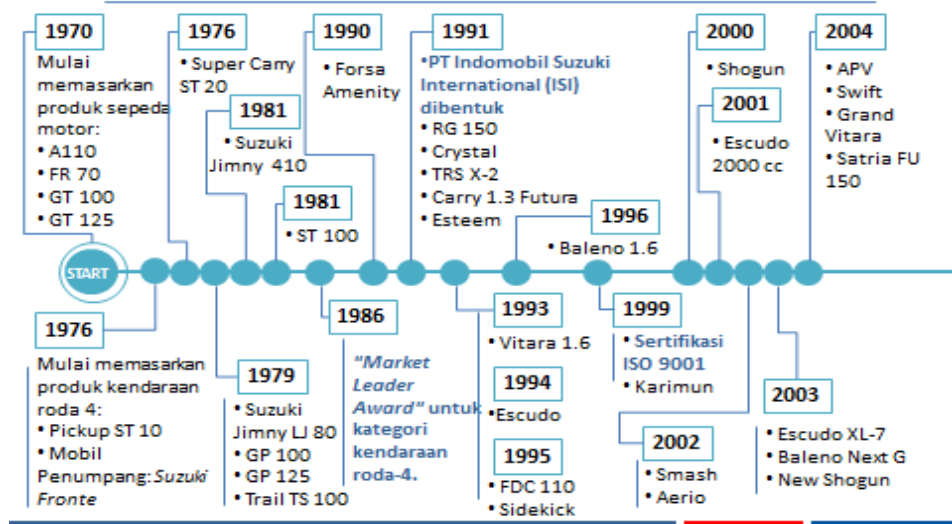 1970
Mulai
memasarkan
produk sepeda
motor:
• A110
• FR 70
• GT 100
• GT 125
1976
• Super Carry
ST 20
1981
• Suzuki
Jimny 410
1981
• ST 100
1990
• Forsa
Amenity
1991
•PT Indomobil Suzuki
International (ISI)
dibentuk
• RG 150
• Crystal
• TRS X-2
• Carry 1.3 Futura
• Esteem
1996
• Baleno 1.6
2000
• Shogun
2001
• Escudo
2000 cc
2004
• APV
• Swift
• Grand
Vitara
• Satria FU
150
START
1976
Mulai memasarkan
produk kendaraan
roda 4:
• Pickup ST 10
• Mobil
Penumpang: Suzuki
Fronte
1979
• Suzuki
Jimny LJ 80
• GP 100
• GP 125
• Trail TS 100
1986
"Market
Leader
Award" untuk
kategori
kendaraan
roda-4.
1993
• Vitara 1.6
1994
•Escudo
1995
• FDC 110
• Sidekick
1999
• Sertifikasi
ISO 9001
• Karimun
2002
• Smash
• Aerio
2003
• Escudo XL-7
• Baleno Next G
• New Shogun